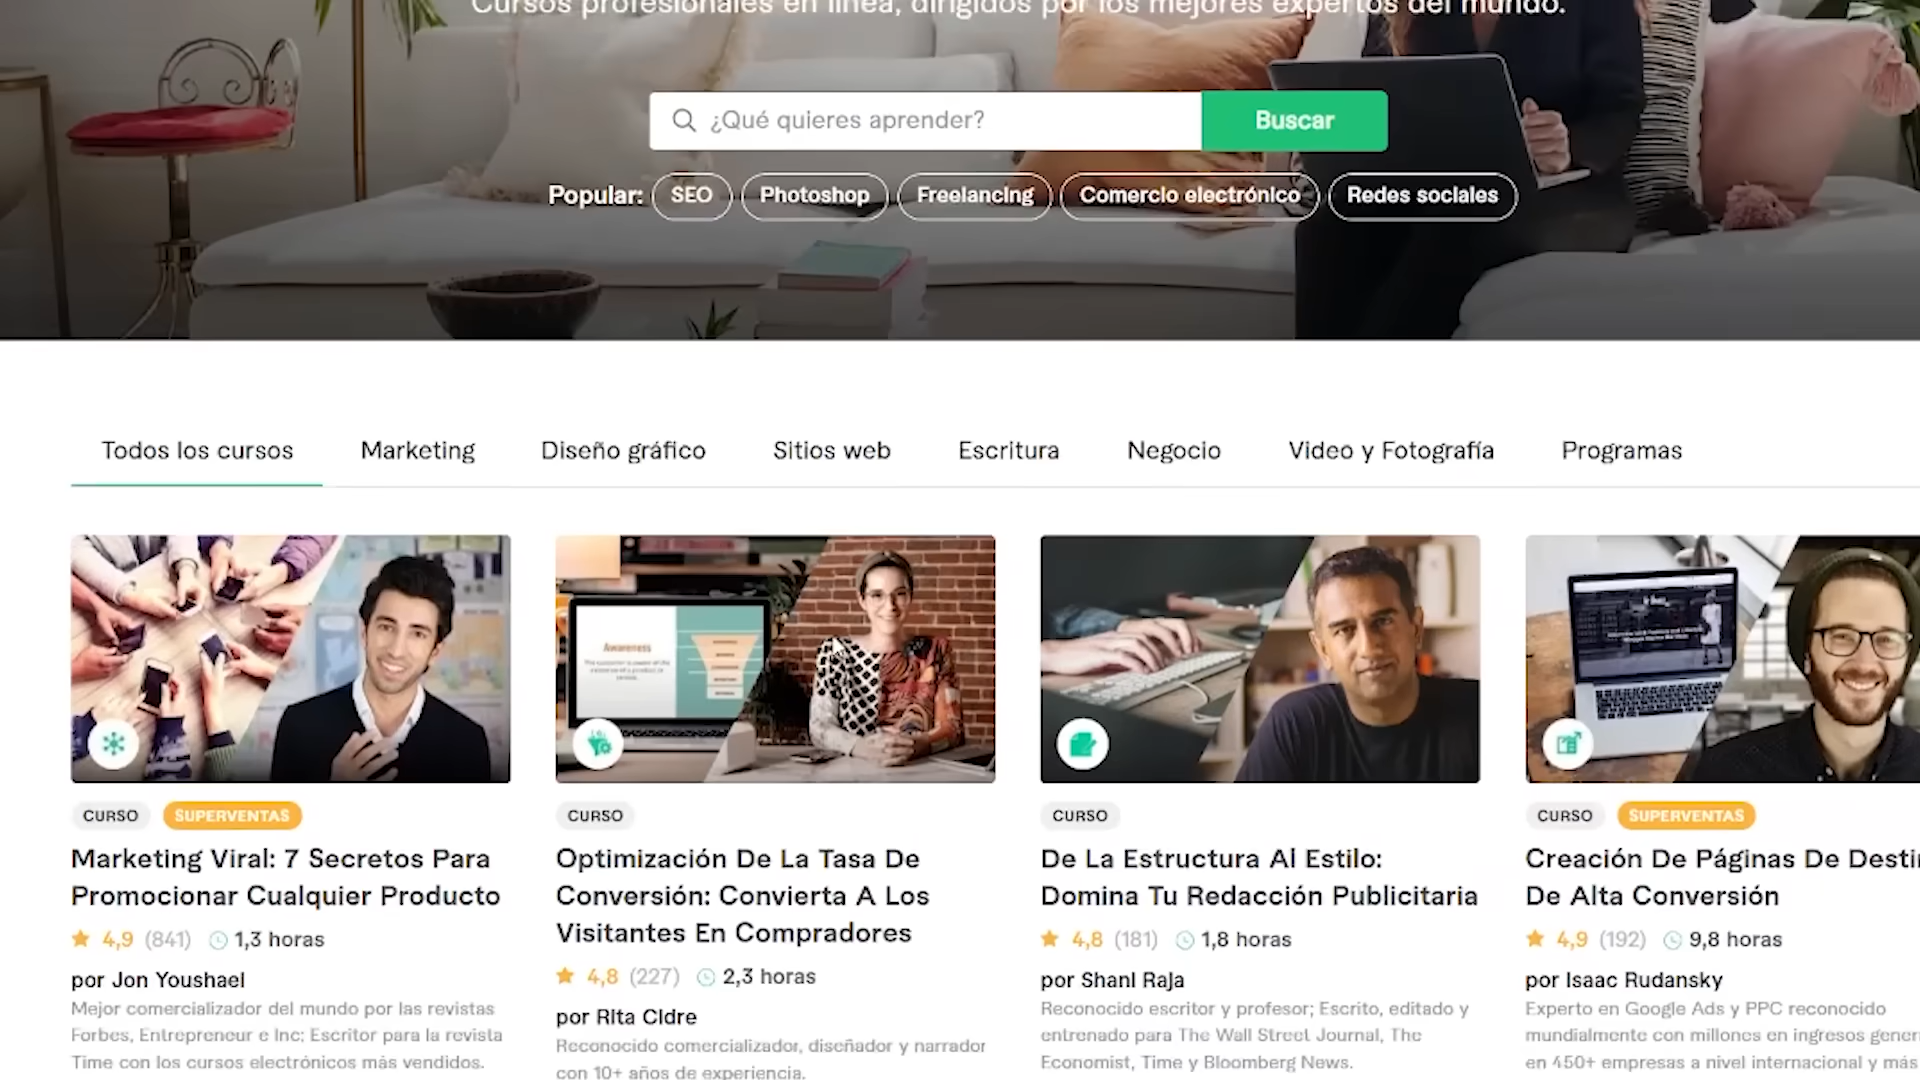 Cursos profesionales en línea, dirigidos por los mejores expertos del mundo.
¿Qué quieres aprender?
Buscar
Popular: SEO Photoshop Freelancing Comercio electrónico Redes sociales
Todos los cursos Marketing Diseño gráfico Sitios web Escritura Negocio Video y Fotografía Programas
Awareness
CURSO SUPERVENTAS
Marketing Viral: 7 Secretos Para
Promocionar Cualquier Producto
4,9 (841) 1,3 horas
por Jon Youshael
Mejor comercializador del mundo por las revistas
Forbes, Entrepreneur e Inc; Escritor para la revista
Time con los cursos electrónicos más vendidos.
CURSO
Optimización De La Tasa De
Conversión: Convierta A Los
Visitantes En Compradores
4,8 (227) 2,3 horas
por Rita Cidre
Reconocido comercializador, diseñador y narrador
con 10+ años de experiencia.
CURSO
De La Estructura Al Estilo:
Domina Tu Redacción Publicitaria
4,8 (181) 1,8 horas
por Shani Raja
Reconocido escritor y profesor; Escrito, editado y
entrenado para The Wall Street Journal, The
Economist, Time y Bloomberg News.
CURSO SUPERVENTAS
Creación De Páginas De Desti
De Alta Conversión
4,9 (192) 9,8 horas
por Isaac Rudansky
Experto en Google Ads y PPC reconocido
mundialmente con millones en ingresos gener
en 450+ empresas a nivel internacional y más